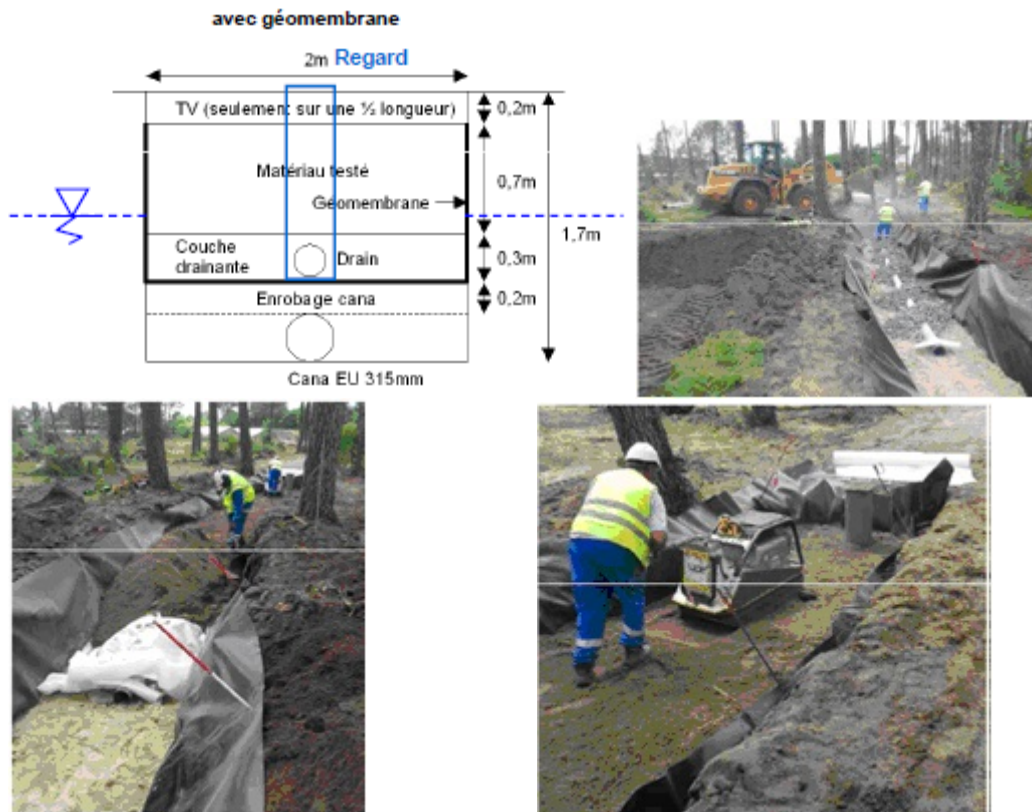 avec géomembrane
2m Regard
TV (seulement sur une ½ longueur)
0,2m
Matériau testé
0,7m
Géomembrane
1,7m
Couche
drainante
Drain
0,3m
Enrobage cana
0,2m
Cana EU 315mm